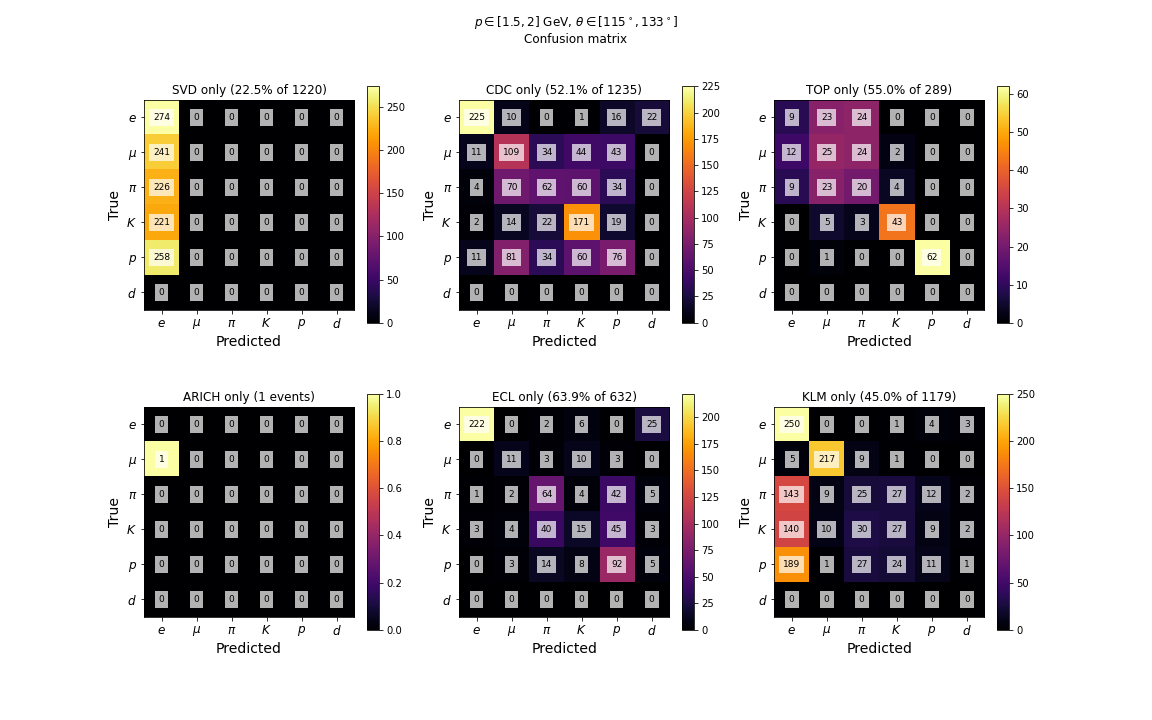 p ∈ [1.5, 2] GeV, θ ∈ [115°, 133°]
Confusion matrix
SVD only (22.5% of 1220)
True
e 274 0 0 0 0 0
μ 241 0 0 0 0 0
π 226 0 0 0 0 0
K 221 0 0 0 0 0
p 258 0 0 0 0 0
d 0 0 0 0 0 0
e μ π K p d
Predicted
250
200
150
100
50
0
CDC only (52.1% of 1235)
True
e 225 10 0 1 16 22
μ 11 109 34 44 43 0
π 4 70 62 60 34 0
K 2 14 22 171 19 0
p 11 81 34 60 76 0
d 0 0 0 0 0 0
e μ π K p d
Predicted
225
200
175
150
125
100
75
50
25
0
TOP only (55.0% of 289)
True
e 9 23 24 0 0 0
μ 12 25 24 2 0 0
π 9 23 20 4 0 0
K 0 5 3 43 0 0
p 0 1 0 0 62 0
d 0 0 0 0 0 0
e μ π K p d
Predicted
60
50
40
30
20
10
0
ARICH only (1 events)
True
e 0 0 0 0 0 0
μ 1 0 0 0 0 0
π 0 0 0 0 0 0
K 0 0 0 0 0 0
p 0 0 0 0 0 0
d 0 0 0 0 0 0
e μ π K p d
Predicted
1.0
0.8
0.6
0.4
0.2
0.0
ECL only (63.9% of 632)
True
e 222 0 2 6 0 25
μ 0 11 3 10 3 0
π 1 2 64 4 42 5
K 3 4 40 15 45 3
p 0 3 14 8 92 5
d 0 0 0 0 0 0
e μ π K p d
Predicted
200
175
150
125
100
75
50
25
0
KLM only (45.0% of 1179)
True
e 250 0 0 1 4 3
μ 5 217 9 1 0 0
π 143 9 25 27 12 2
K 140 10 30 27 9 2
p 189 1 27 24 11 1
d 0 0 0 0 0 0
e μ π K p d
Predicted
250
200
150
100
50
0